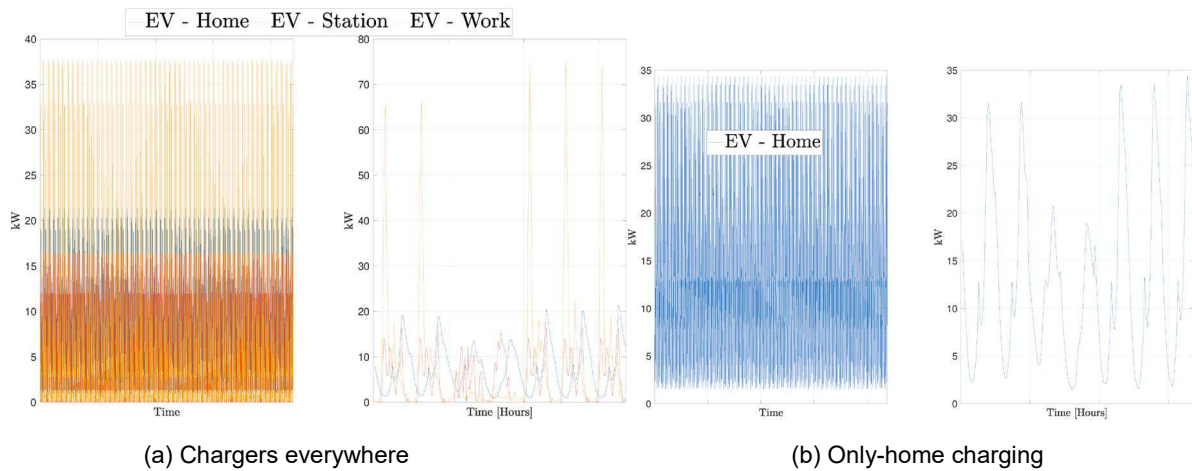 EV - Home EV - Station EV - Work
40
35
30
25
20
15
10
5
0
kW
Time
80
70
60
50
40
30
20
10
0
kW
Time [Hours]
35
30
25
20
15
10
5
0
kW
EV - Home
Time
35
30
25
20
15
10
5
0
kW
Time [Hours]
(a) Chargers everywhere
(b) Only-home charging